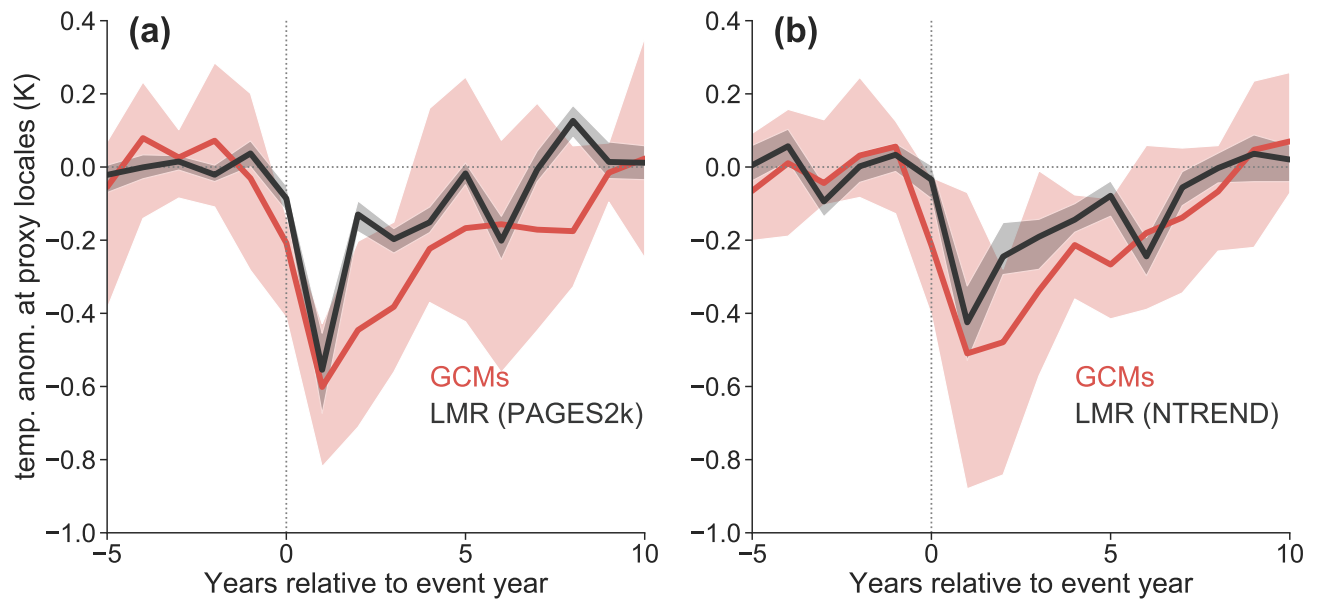 (a)
temp. anom. at proxy locales (K)
0.4
0.2
0.0
−0.2
−0.4
−0.6
−0.8
−1.0
GCMs
LMR (PAGES2k)
−5
0
5
10
Years relative to event year
(b)
0.4
0.2
0.0
−0.2
−0.4
−0.6
−0.8
−1.0
GCMs
LMR (NTREND)
−5
0
5
10
Years relative to event year